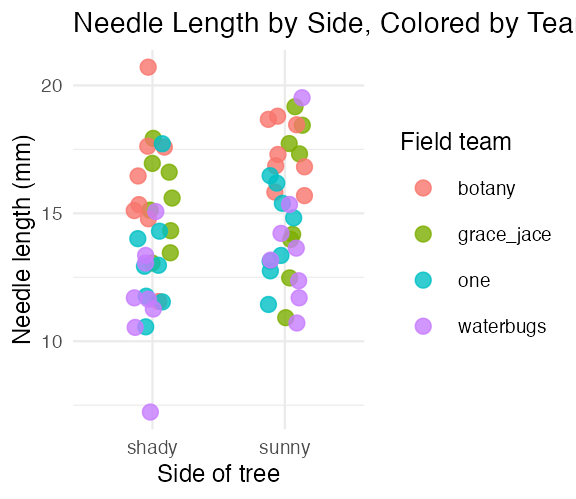 Needle Length by Side, Colored by Tea
Needle length (mm)
20
15
10
shady sunny
Side of tree
Field team
botany
grace_jace
one
waterbugs